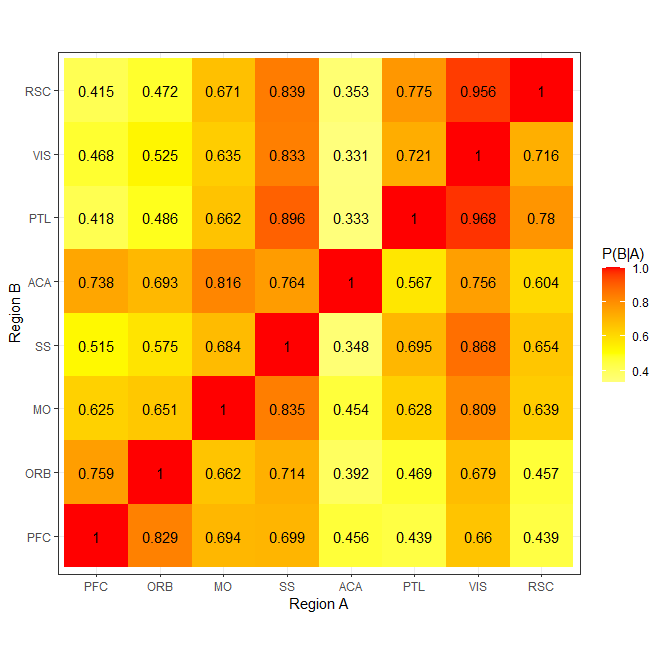 RSC 0.415 0.472 0.671 0.839 0.353 0.775 0.956 1
VIS 0.468 0.525 0.635 0.833 0.331 0.721 1 0.716
PTL 0.418 0.486 0.662 0.896 0.333 1 0.968 0.78
ACA 0.738 0.693 0.816 0.764 1 0.567 0.756 0.604
SS 0.515 0.575 0.684 1 0.348 0.695 0.868 0.654
MO 0.625 0.651 1 0.835 0.454 0.628 0.809 0.639
ORB 0.759 1 0.662 0.714 0.392 0.469 0.679 0.457
PFC 1 0.829 0.694 0.699 0.456 0.439 0.66 0.439
PFC ORB MO SS ACA PTL VIS RSC
Region A
Region B
P(B|A)
1.0
0.8
0.6
0.4